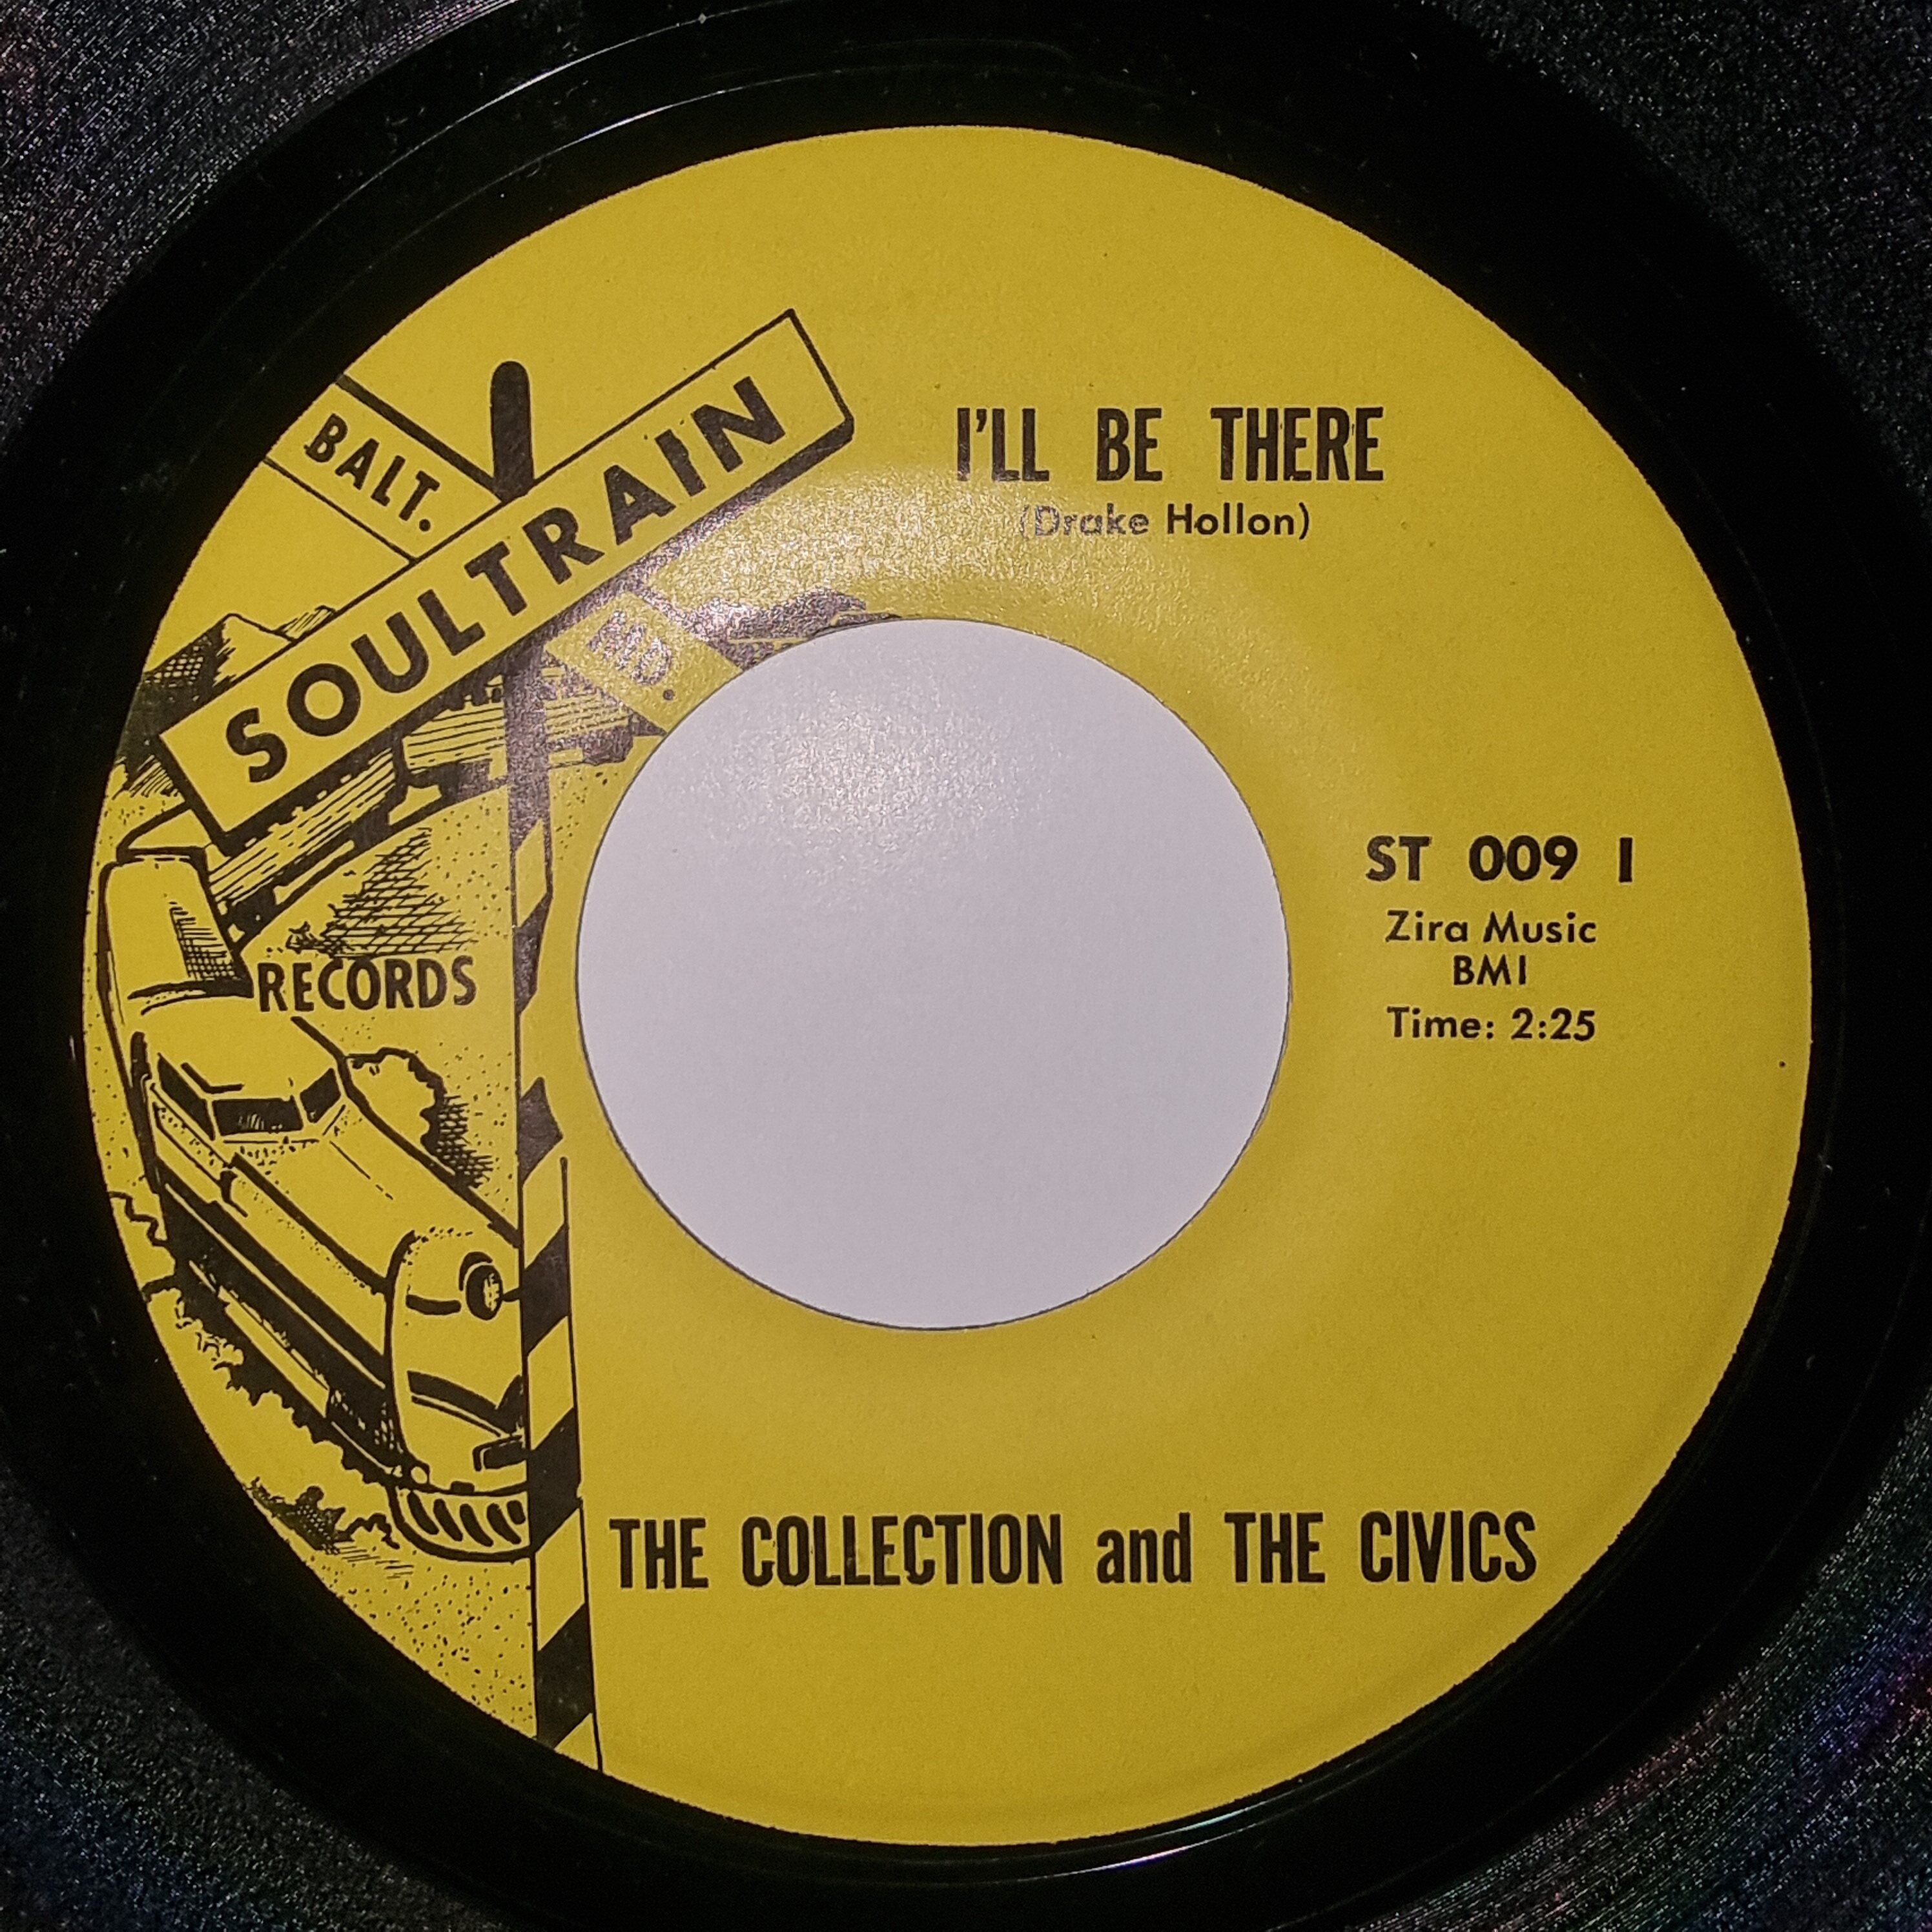 BALT.
SOULTRAIN
MD.
RECORDS
I'LL BE THERE
(Drake Hollon)
ST 009 1
Zira Music
BMI
Time: 2:25
THE COLLECTION and THE CIVICS